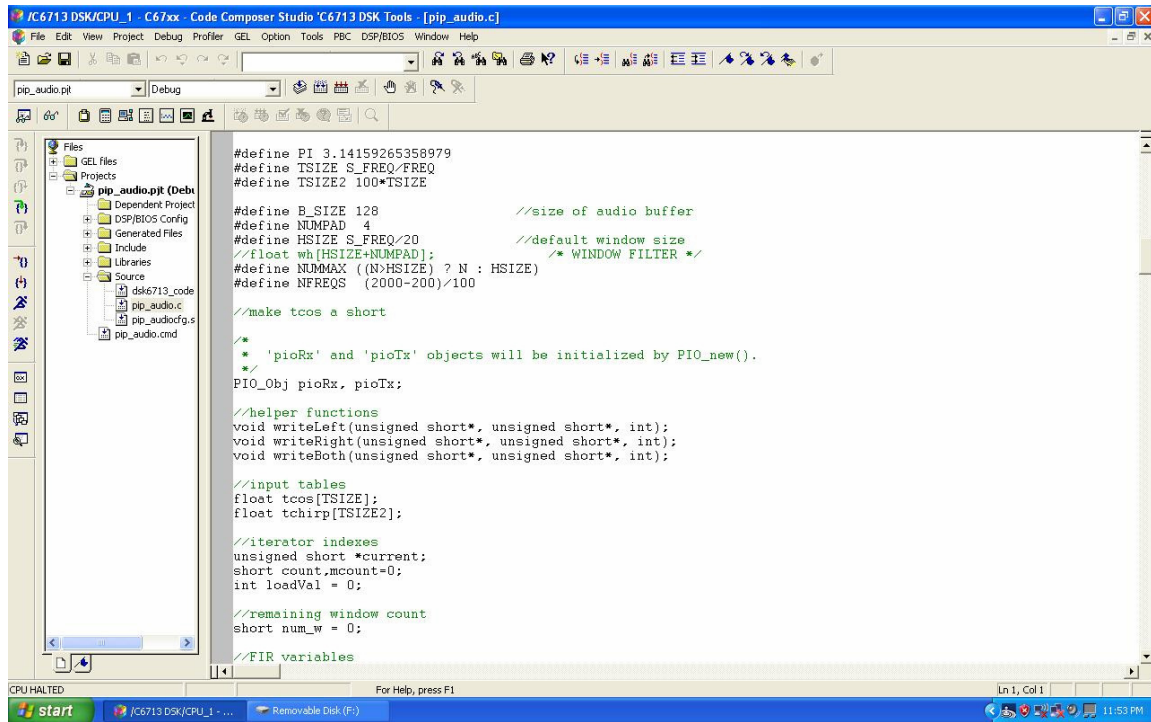 /C6713 DSK/CPU_1 - C67xx - Code Composer Studio 'C6713 DSK Tools - [pip_audio.c]
File Edit View Project Debug Profiler GEL Option Tools PBC DSP/BIOS Window Help
pip_audio.pjt Debug
Files
GEL files
Projects
pip_audio.pjt (Debu
Dependent Project
DSP/BIOS Config
Generated Files
Include
Libraries
Source
dsk6713_code
pip_audio.c
pip_audiocfg.s
pip_audio.cmd
#define PI 3.14159265358979
#define TSIZE S_FREQ/FREQ
#define TSIZE2 100*TSIZE
#define B_SIZE 128 //size of audio buffer
#define NUMPAD 4
#define HSIZE S_FREQ/20 //default window size
//float wh[HSIZE+NUMPAD]; /* WINDOW FILTER */
#define NUMMAX ((N>HSIZE) ? N : HSIZE)
#define NFREQS (2000-200)/100
//make tcos a short
/*
* 'pioRx' and 'pioTx' objects will be initialized by PIO_new().
*/
PIO_Obj pioRx, pioTx;
//helper functions
void writeLeft(unsigned short*, unsigned short*, int);
void writeRight(unsigned short*, unsigned short*, int);
void writeBoth(unsigned short*, unsigned short*, int);
//input tables
float tcos[TSIZE];
float tchirp[TSIZE2];
//iterator indexes
unsigned short *current;
short count,mcount=0;
int loadVal = 0;
//remaining window count
short num_w = 0;
//FIR variables
CPU HALTED For Help, press F1 Ln 1, Col 1
start /C6713 DSK/CPU_1 - ... Removable Disk (F:) 11:53 PM